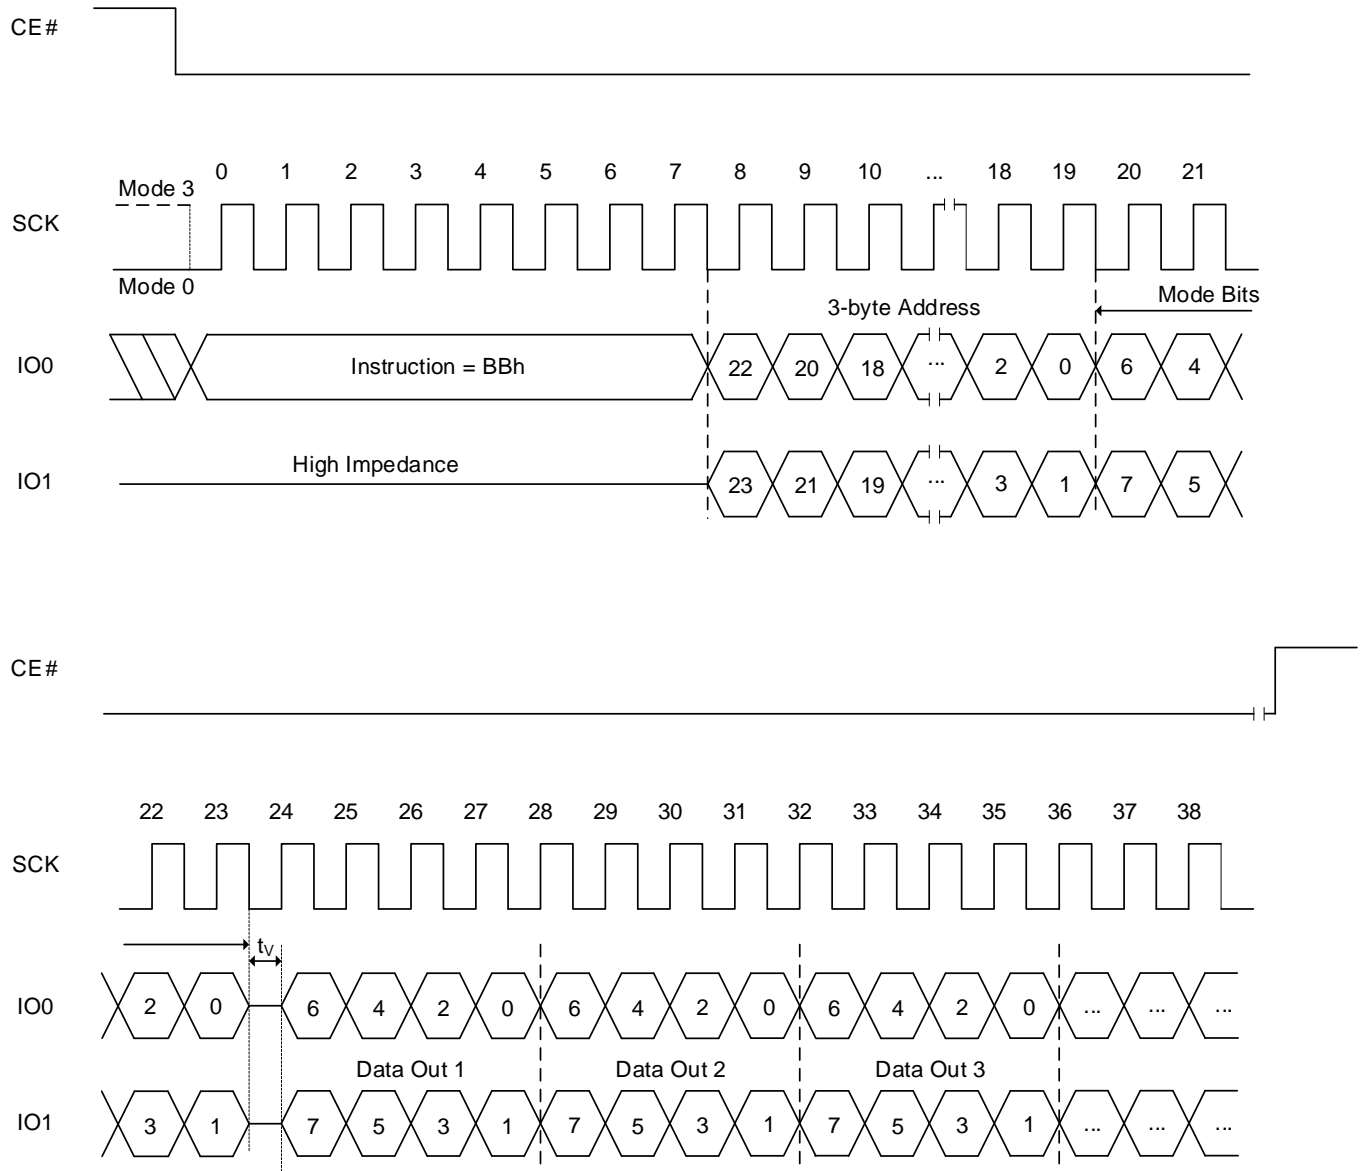 CE#
0 1 2 3 4 5 6 7 8 9 10 ... 18 19 20 21
Mode 3
SCK
Mode 0
3-byte Address
Mode Bits
IO0
Instruction = BBh
22 20 18 ... 2 0 6 4
High Impedance
IO1
23 21 19 ... 3 1 7 5
CE#
22 23 24 25 26 27 28 29 30 31 32 33 34 35 36 37 38
SCK
tV
IO0
2 0 6 4 2 0 6 4 2 0 6 4 2 0 ... ... ...
Data Out 1 Data Out 2 Data Out 3
IO1
3 1 7 5 3 1 7 5 3 1 7 5 3 1 ... ... ...